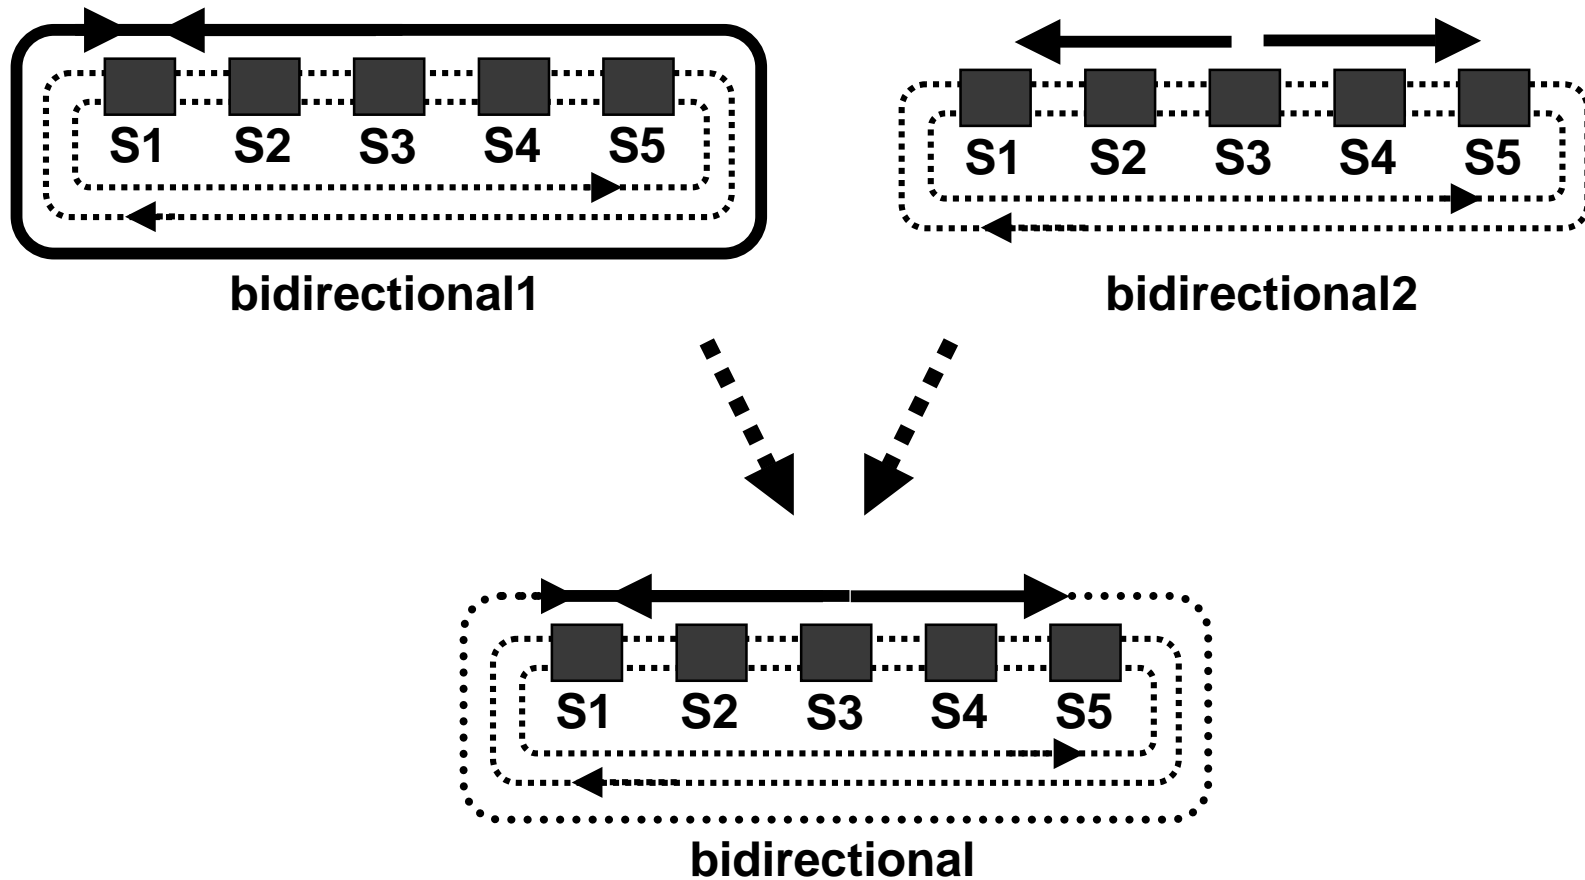 S1 S2 S3 S4 S5
bidirectional1
S1 S2 S3 S4 S5
bidirectional2
S1 S2 S3 S4 S5
bidirectional